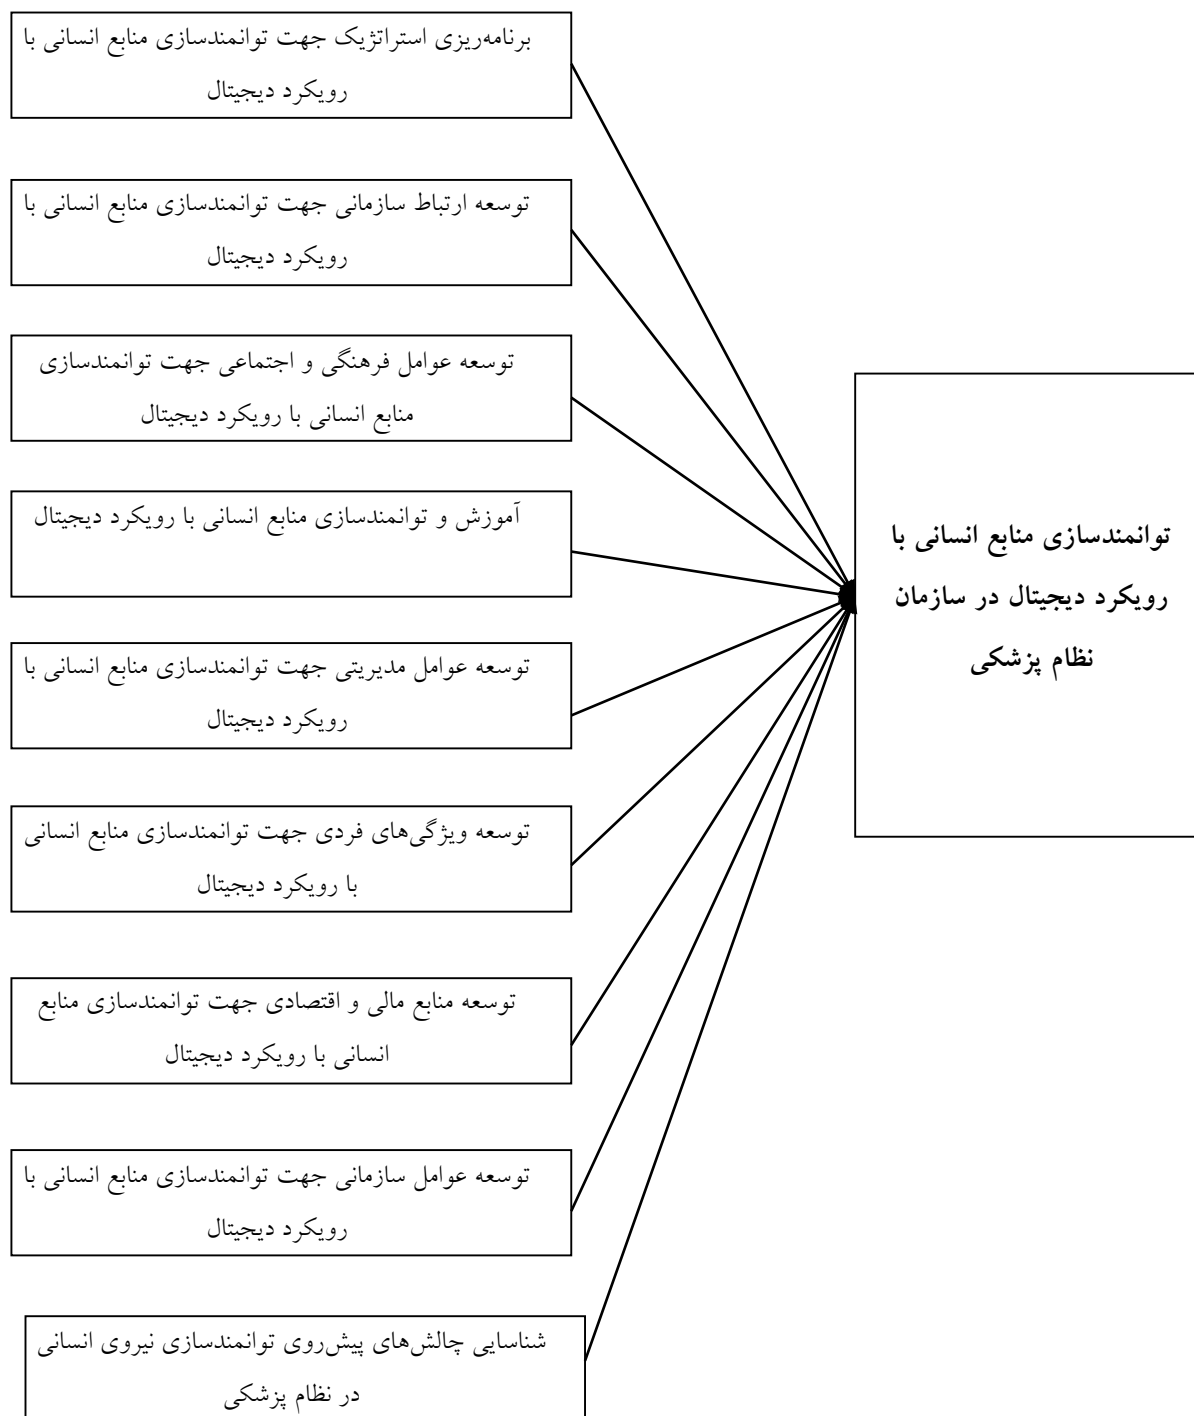 برنامه‌ریزی استراتژیک جهت توانمندسازی منابع انسانی با
رویکرد دیجیتال
توسعه ارتباط سازمانی جهت توانمندسازی منابع انسانی با
رویکرد دیجیتال
توسعه عوامل فرهنگی و اجتماعی جهت توانمندسازی
منابع انسانی با رویکرد دیجیتال
آموزش و توانمندسازی منابع انسانی با رویکرد دیجیتال
توسعه عوامل مدیریتی جهت توانمندسازی منابع انسانی با
رویکرد دیجیتال
توسعه ویژگی‌های فردی جهت توانمندسازی منابع انسانی
با رویکرد دیجیتال
توسعه منابع مالی و اقتصادی جهت توانمندسازی منابع
انسانی با رویکرد دیجیتال
توسعه عوامل سازمانی جهت توانمندسازی منابع انسانی با
رویکرد دیجیتال
شناسایی چالش‌های پیش‌روی توانمندسازی نیروی انسانی
در نظام پزشکی
توانمندسازی منابع انسانی با
رویکرد دیجیتال در سازمان
نظام پزشکی